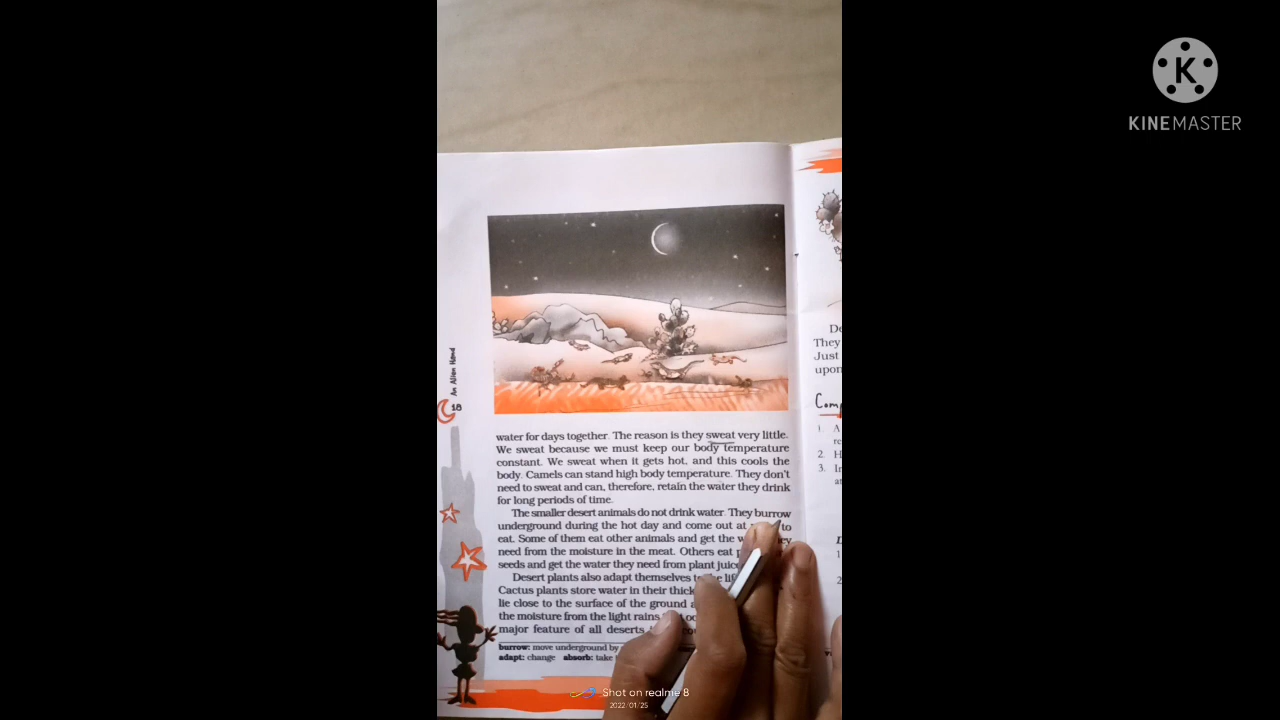 KINEMASTER
An Alien Hand
18
water for days together. The reason is they sweat very little.
We sweat because we must keep our body temperature
constant. We sweat when it gets hot, and this cools the
body. Camels can stand high body temperature. They don't
need to sweat and can, therefore, retain the water they drink
for long periods of time.
The smaller desert animals do not drink water. They burrow
underground during the hot day and come out at to
eat. Some of them eat other animals and get the
need from the moisture in the meat. Others eat
seeds and get the water they need from plant
Desert plants also adapt themselves
Cactus plants store water in their
lie close to the surface of the ground
the moisture from the light rains
major feature of all deserts
burrow: move underground by
adapt: change absorb: take
They
Just
upon
1. A
2. H
3. In
1
2
Shot on realme 8
2022/01/25